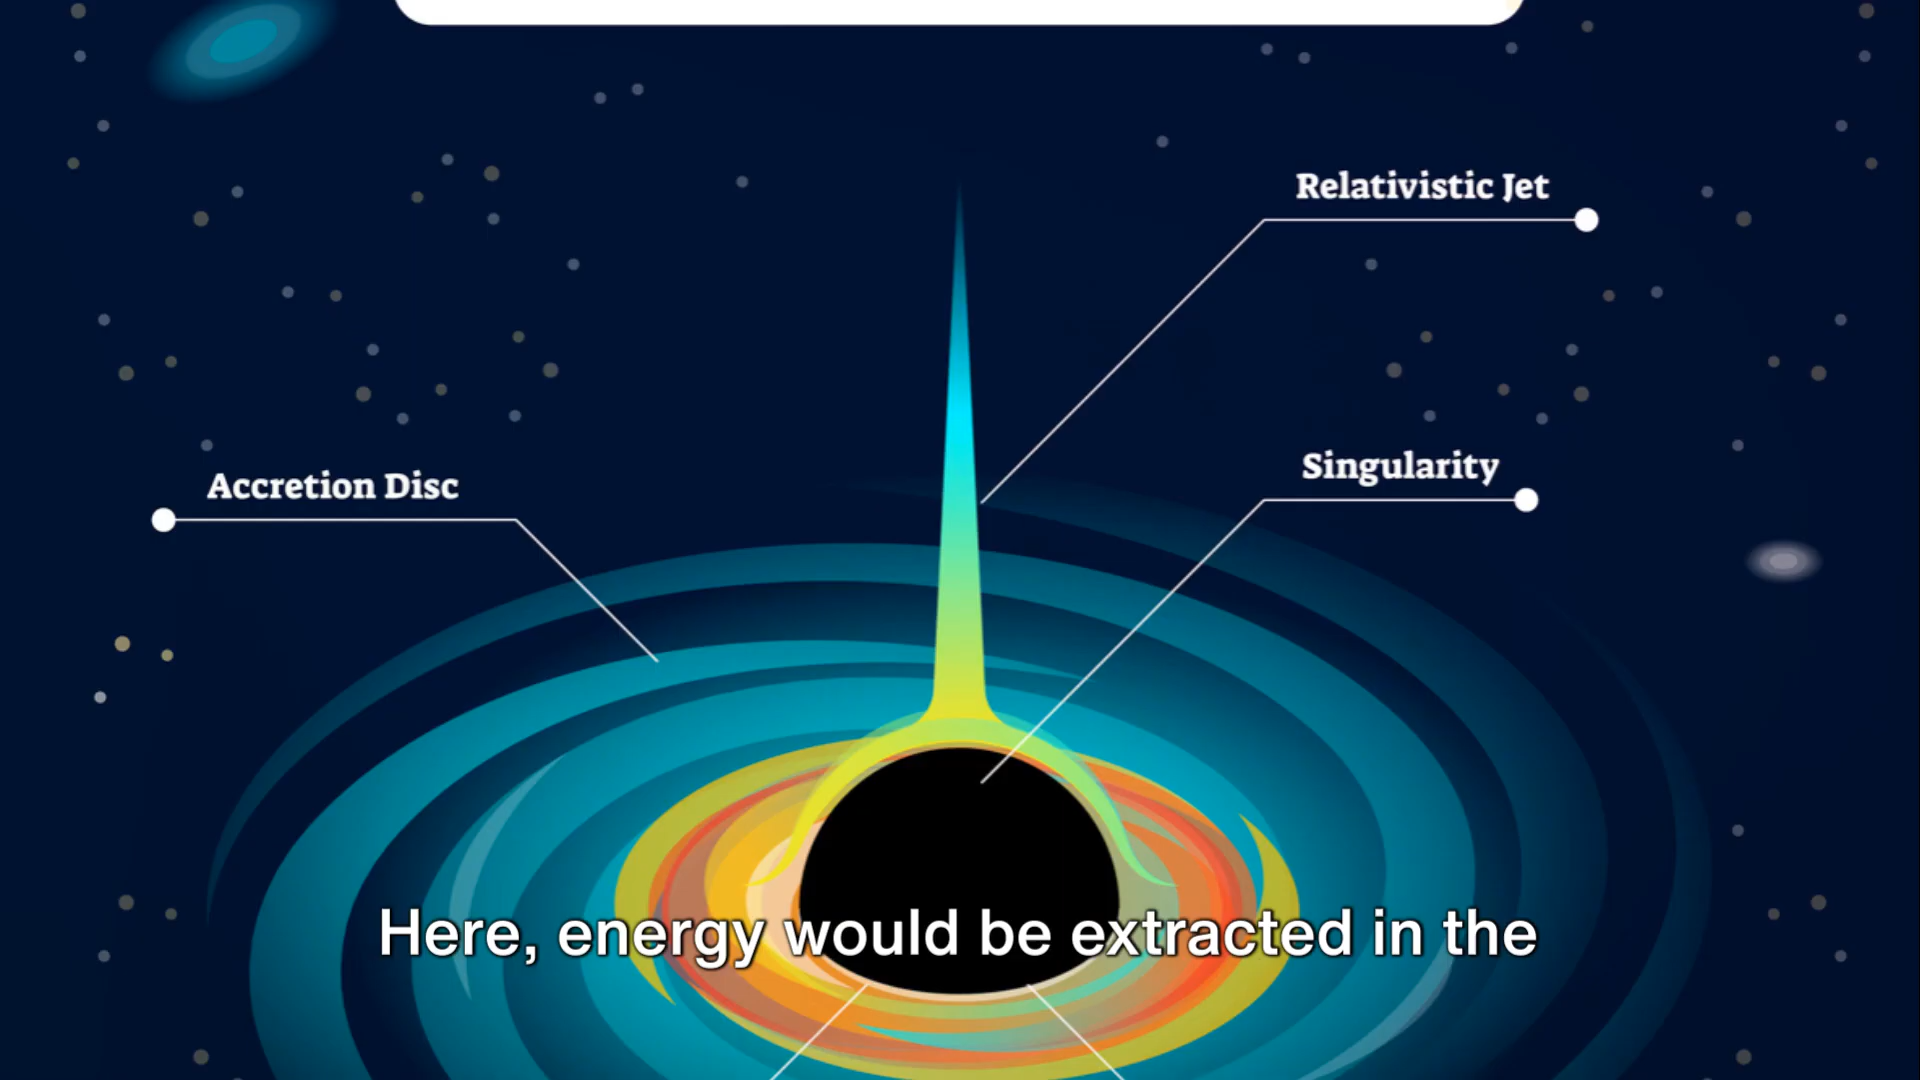 Relativistic Jet
Singularity
Accretion Disc
Here, energy would be extracted in the